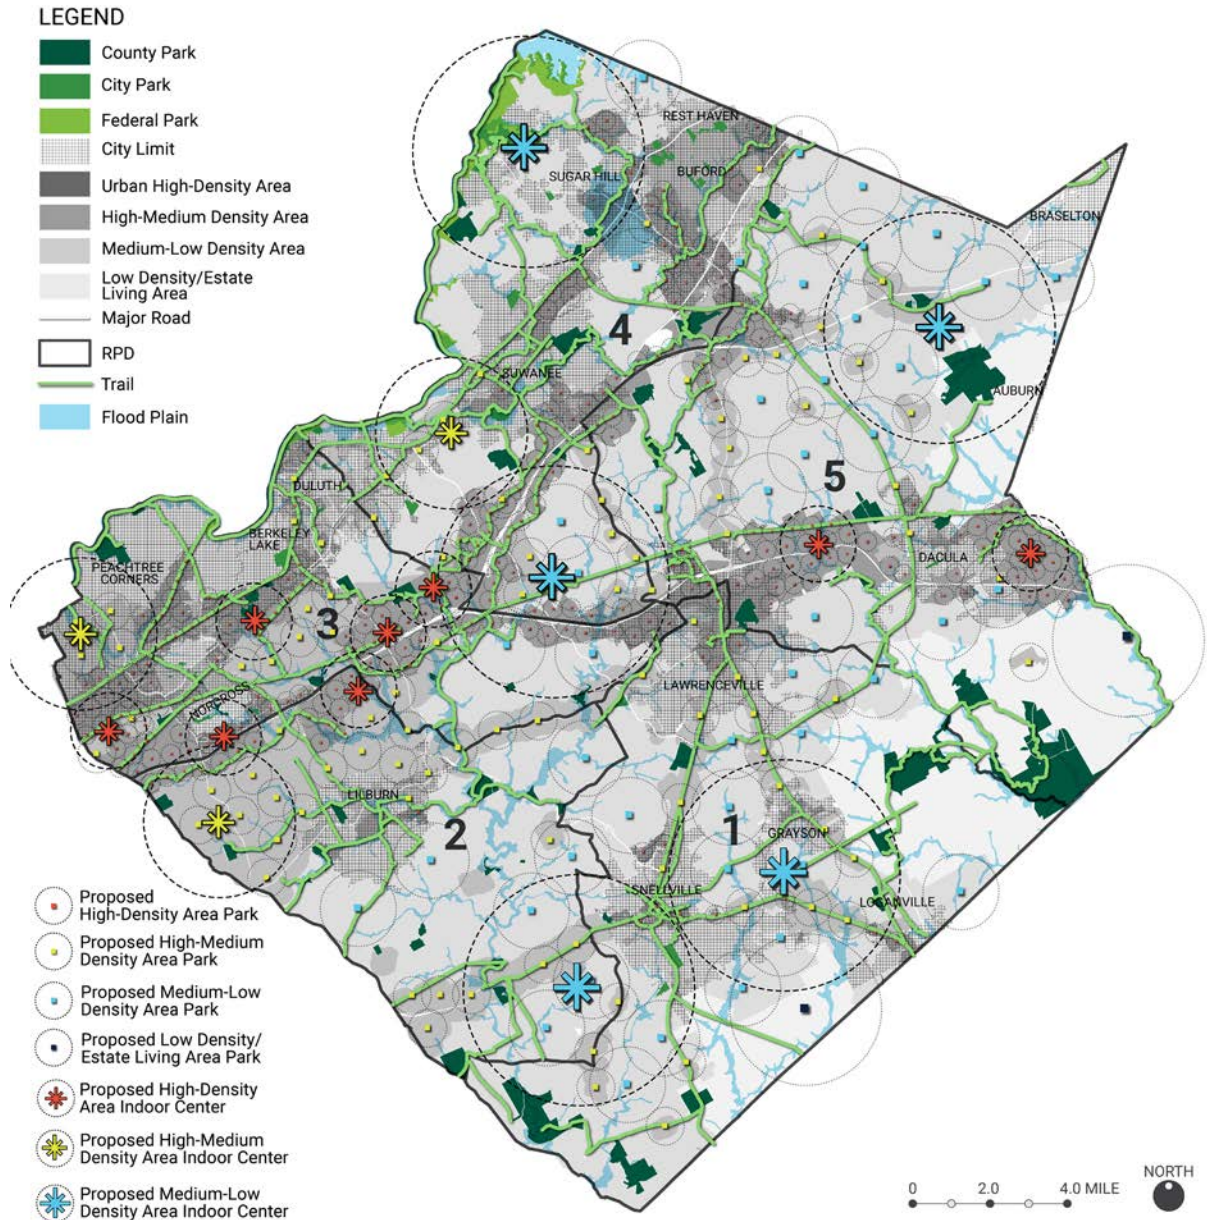 LEGEND
County Park
City Park
Federal Park
City Limit
Urban High-Density Area
High-Medium Density Area
Medium-Low Density Area
Low Density/Estate
Living Area
Major Road
RPD
Trail
Flood Plain
REST HAVEN
SUGAR HILL
BUFORD
BRASELTON
4
SUWANEE
AUBURN
5
DULUTH
BERKELEY
LAKE
PEACHTREE
CORNERS
DACULA
3
LAWRENCEVILLE
NORCROSS
LILBURN
2
1
GRAYSON
SNELLVILLE
LOGANVILLE
Proposed
High-Density Area Park
Proposed High-Medium
Density Area Park
Proposed Medium-Low
Density Area Park
Proposed Low Density/
Estate Living Area Park
Proposed High-Density
Area Indoor Center
Proposed High-Medium
Density Area Indoor Center
Proposed Medium-Low
Density Area Indoor Center
0 2.0 4.0 MILE
NORTH